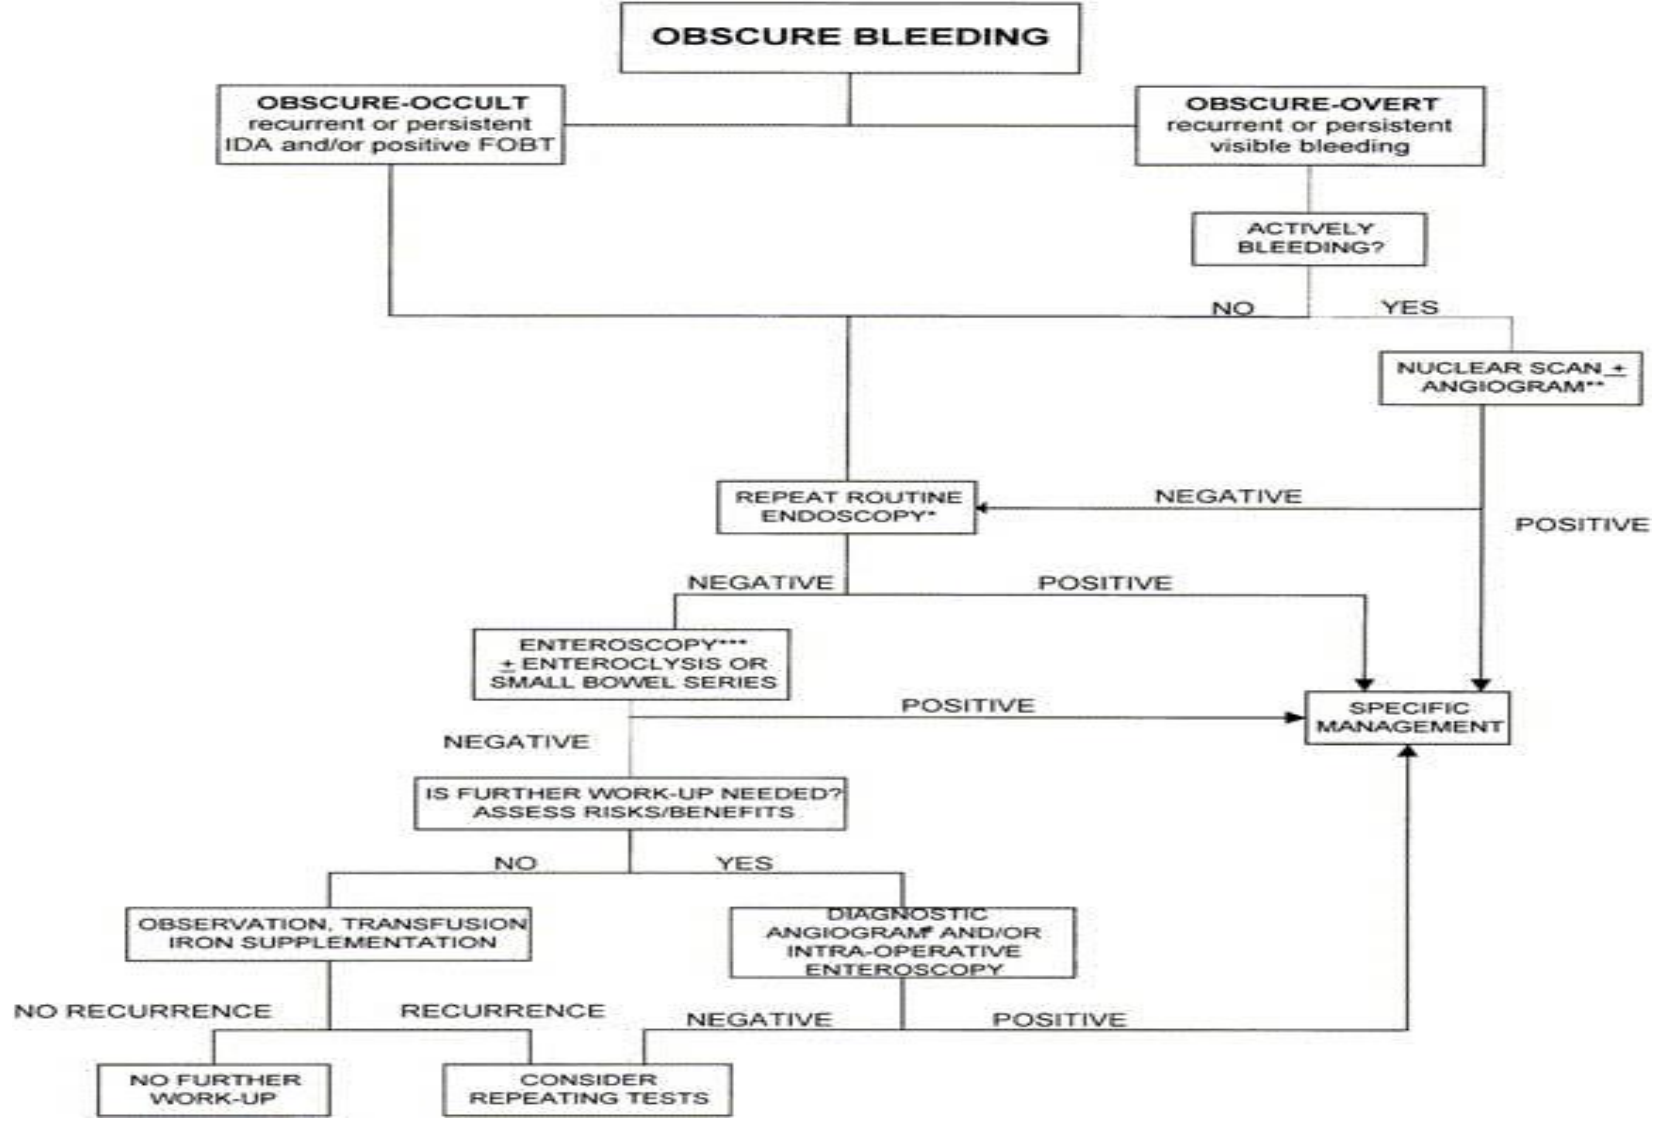 OBSCURE BLEEDING
OBSCURE-OCCULT
recurrent or persistent
IDA and/or positive FOBT
OBSCURE-OVERT
recurrent or persistent
visible bleeding
ACTIVELY
BLEEDING?
NO
YES
NUCLEAR SCAN ±
ANGIOGRAM**
REPEAT ROUTINE
ENDOSCOPY*
NEGATIVE
POSITIVE
NEGATIVE
POSITIVE
ENTEROSCOPY***
± ENTEROCLYSIS OR
SMALL BOWEL SERIES
POSITIVE
SPECIFIC
MANAGEMENT
NEGATIVE
IS FURTHER WORK-UP NEEDED?
ASSESS RISKS/BENEFITS
NO
YES
OBSERVATION, TRANSFUSION
IRON SUPPLEMENTATION
DIAGNOSTIC
ANGIOGRAM# AND/OR
INTRA-OPERATIVE
ENTEROSCOPY
NO RECURRENCE
RECURRENCE
NEGATIVE
POSITIVE
NO FURTHER
WORK-UP
CONSIDER
REPEATING TESTS